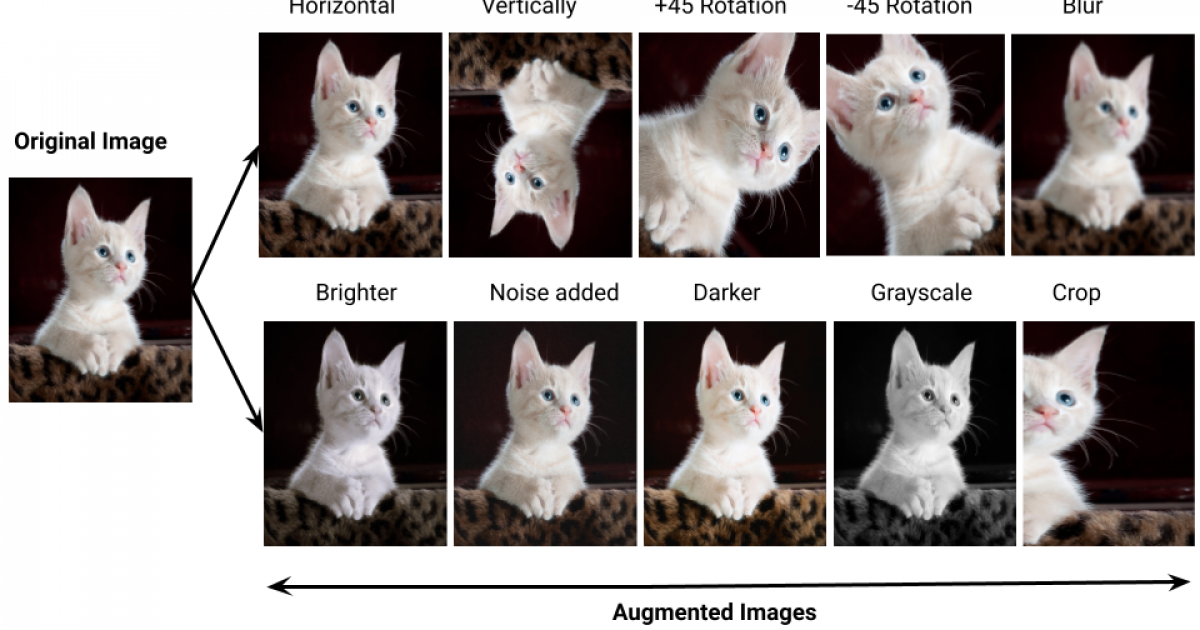 Horizontal Vertically +45 Rotation -45 Rotation Blur
Original Image
Brighter Noise added Darker Grayscale Crop
Augmented Images